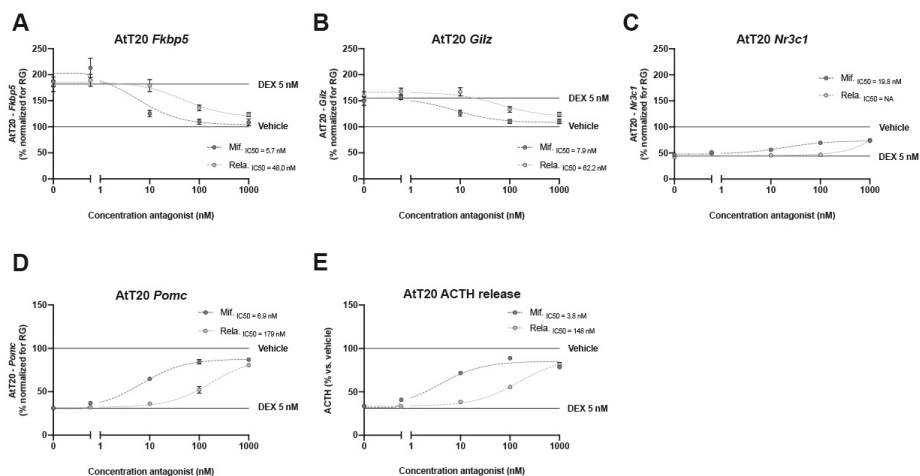 A
AtT20 Fkbp5
AtT20 - Fkbp5
(% normalized for RG)
250
200
150
100
50
0
DEX 5 nM
Vehicle
Mif. IC50 = 5.7 nM
Rela. IC50 = 48.0 nM
0 1 10 100 1000
Concentration antagonist (nM)
B
AtT20 Gilz
AtT20 - Gilz
(% normalized for RG)
250
200
150
100
50
0
DEX 5 nM
Vehicle
Mif. IC50 = 7.9 nM
Rela. IC50 = 62.2 nM
0 1 10 100 1000
Concentration antagonist (nM)
C
AtT20 Nr3c1
AtT20 - Nr3c1
(% normalized for RG)
150
100
50
0
Mif. IC50 = 19.8 nM
Rela. IC50 = NA
Vehicle
DEX 5 nM
0 1 10 100 1000
Concentration antagonist (nM)
D
AtT20 Pomc
AtT20 - Pomc
(% normalized for RG)
150
100
50
0
Mif. IC50 = 6.9 nM
Rela. IC50 = 179 nM
Vehicle
DEX 5 nM
0 1 10 100 1000
Concentration antagonist (nM)
E
AtT20 ACTH release
ACTH (% vs. vehicle)
150
100
50
0
Mif. IC50 = 3.8 nM
Rela. IC50 = 148 nM
Vehicle
DEX 5 nM
0 1 10 100 1000
Concentration antagonist (nM)